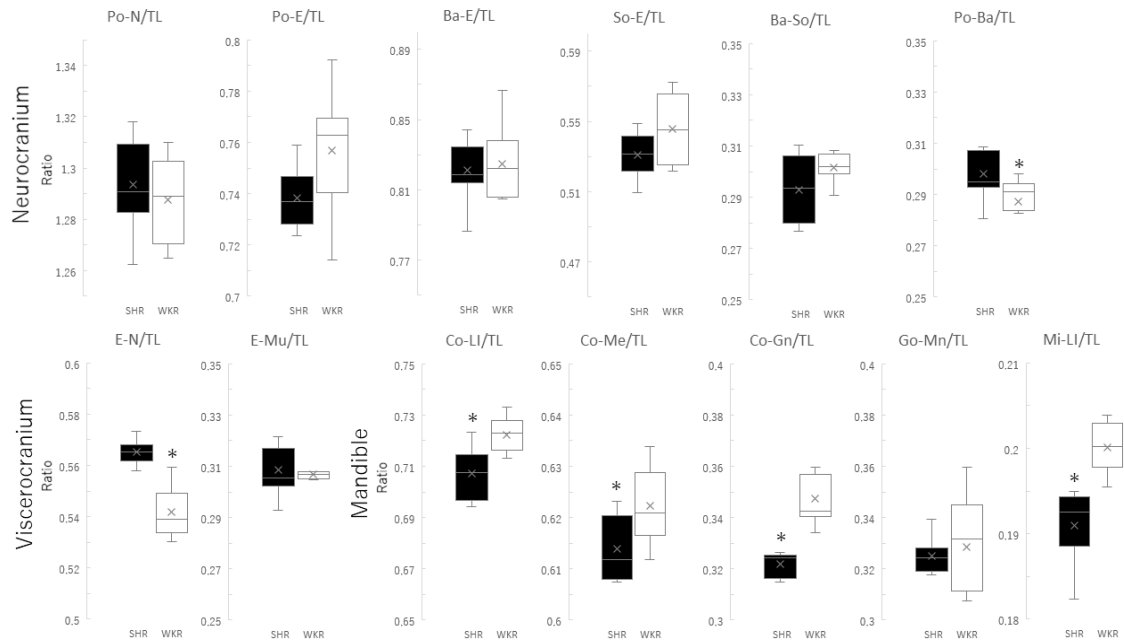 Po-N/TL
Po-E/TL
Ba-E/TL
So-E/TL
Ba-So/TL
Po-Ba/TL
Neurocranium
Ratio
1.34
1.32
1.3
1.28
1.26
0.8
0.78
0.76
0.74
0.72
0.7
0.89
0.85
0.81
0.77
0.59
0.55
0.51
0.47
0.35
0.33
0.31
0.29
0.27
0.25
0.35
0.33
0.31
0.29
0.27
0.25
*
SHR WKR
SHR WKR
SHR WKR
SHR WKR
SHR WKR
SHR WKR
E-N/TL
E-Mu/TL
Co-LI/TL
Co-Me/TL
Co-Gn/TL
Go-Mn/TL
Mi-LI/TL
Viscerocranium
Ratio
0.6
0.58
0.56
0.54
0.52
0.5
*
0.35
0.33
0.31
0.29
0.27
0.25
Mandible
Ratio
0.75
0.73
0.71
0.69
0.67
0.65
*
0.65
0.64
0.63
0.62
0.61
0.6
*
0.4
0.38
0.36
0.34
0.32
0.3
*
0.4
0.38
0.36
0.34
0.32
0.3
0.21
0.2
0.19
0.18
*
SHR WKR
SHR WKR
SHR WKR
SHR WKR
SHR WKR
SHR WKR
SHR WKR